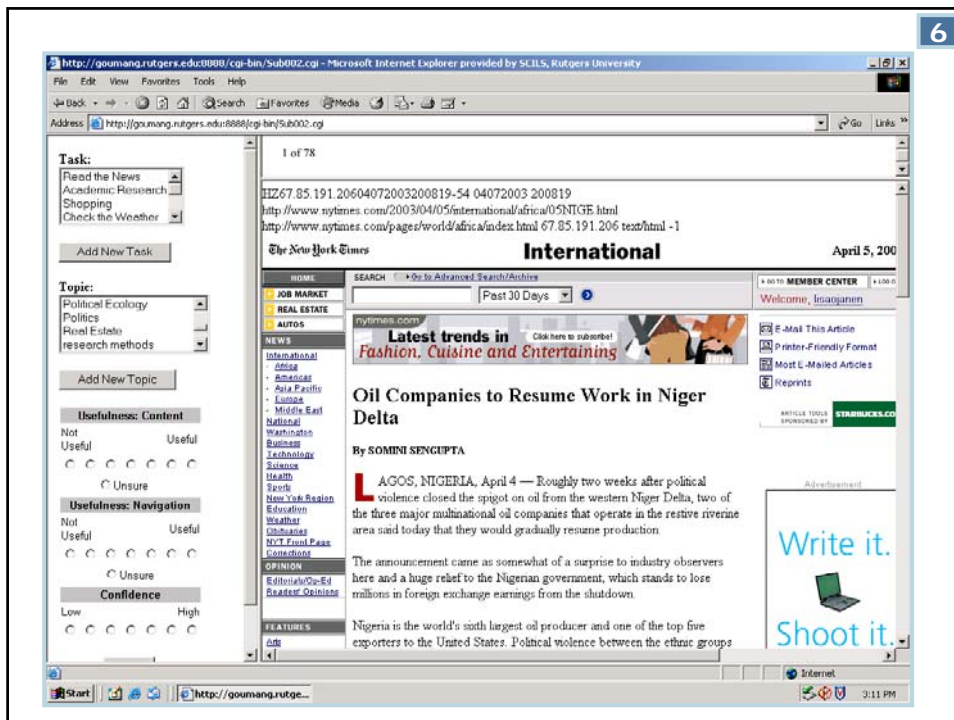 6
http://goumang.rutgers.edu:8888/cgi-bin/Sub002.cgi - Microsoft Internet Explorer provided by SCILS, Rutgers University
File Edit View Favorites Tools Help
Back Search Favorites Media
Address http://goumang.rutgers.edu:8888/cgi-bin/Sub002.cgi Go Links
Task:
Read the News
Academic Research
Shopping
Check the Weather
Add New Task
Topic:
Political Ecology
Politics
Real Estate
research methods
Add New Topic
Usefulness: Content
Not Useful
Useful
Unsure
Usefulness: Navigation
Not Useful
Useful
Unsure
Confidence
Low High
1 of 78
HZ67.85.191.20604072003200819-54 04072003 200819
http://www.nytimes.com/2003/04/05/international/africa/05NIGE.html
http://www.nytimes.com/pages/world/africa/index.html 67.85.191.206 text/html -1
The New York Times International April 5, 200
HOME
JOB MARKET
REAL ESTATE
AUTOS
NEWS
International
- Africa
- Americas
- Asia Pacific
- Europe
- Middle East
National
Washington
Business
Technology
Science
Health
Sports
New York Region
Education
Weather
Obituaries
NYT Front Page
Corrections
OPINION
Editorials/Op-Ed
Readers' Opinions
FEATURES
Arts
SEARCH Go to Advanced Search/Archive
Past 30 Days
GO TO MEMBER CENTER LOG O
Welcome, lisaojanen
nytimes.com
Latest trends in
Click here to subscribe!
Fashion, Cuisine and Entertaining
E-Mail This Article
Printer-Friendly Format
Most E-Mailed Articles
Reprints
ARTICLE TOOLS
SPONSORED BY STARBUCKS.CO
Oil Companies to Resume Work in Niger
Delta
By SOMINI SENGUPTA
LAGOS, NIGERIA, April 4 — Roughly two weeks after political
violence closed the spigot on oil from the western Niger Delta, two of
the three major multinational oil companies that operate in the restive riverine
area said today that they would gradually resume production.
The announcement came as somewhat of a surprise to industry observers
here and a huge relief to the Nigerian government, which stands to lose
millions in foreign exchange earnings from the shutdown.
Nigeria is the world's sixth largest oil producer and one of the top five
exporters to the United States. Political violence between the ethnic groups
Advertisement
Write it.
Shoot it.
Internet
Start http://goumang.rutge... 3:11 PM